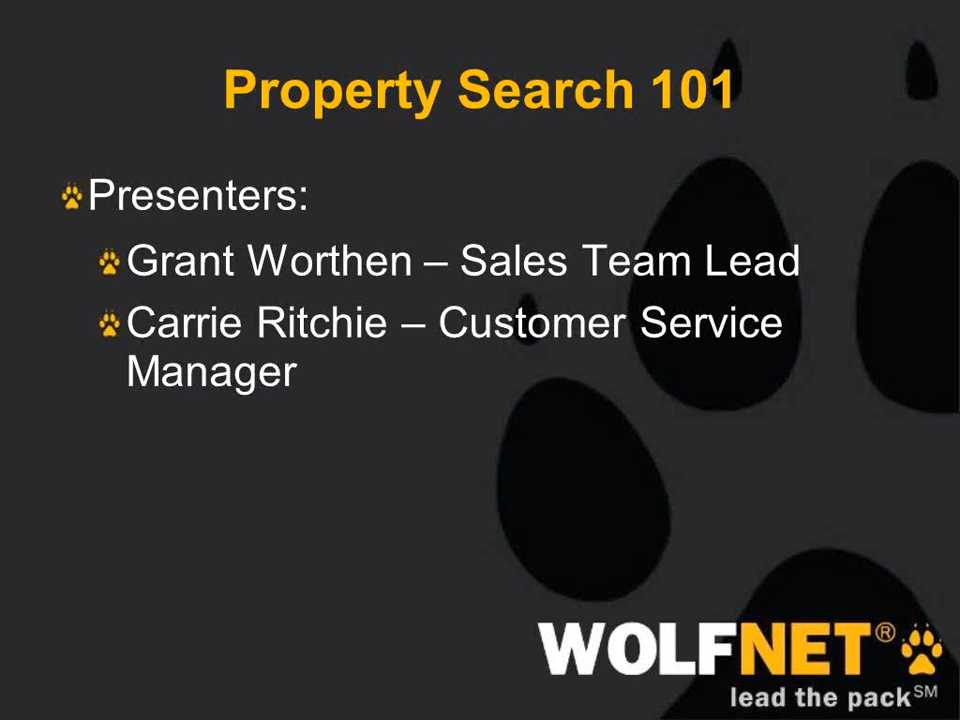 Property Search 101
Presenters:
Grant Worthen – Sales Team Lead
Carrie Ritchie – Customer Service
Manager
WOLFNET®
lead the pack℠